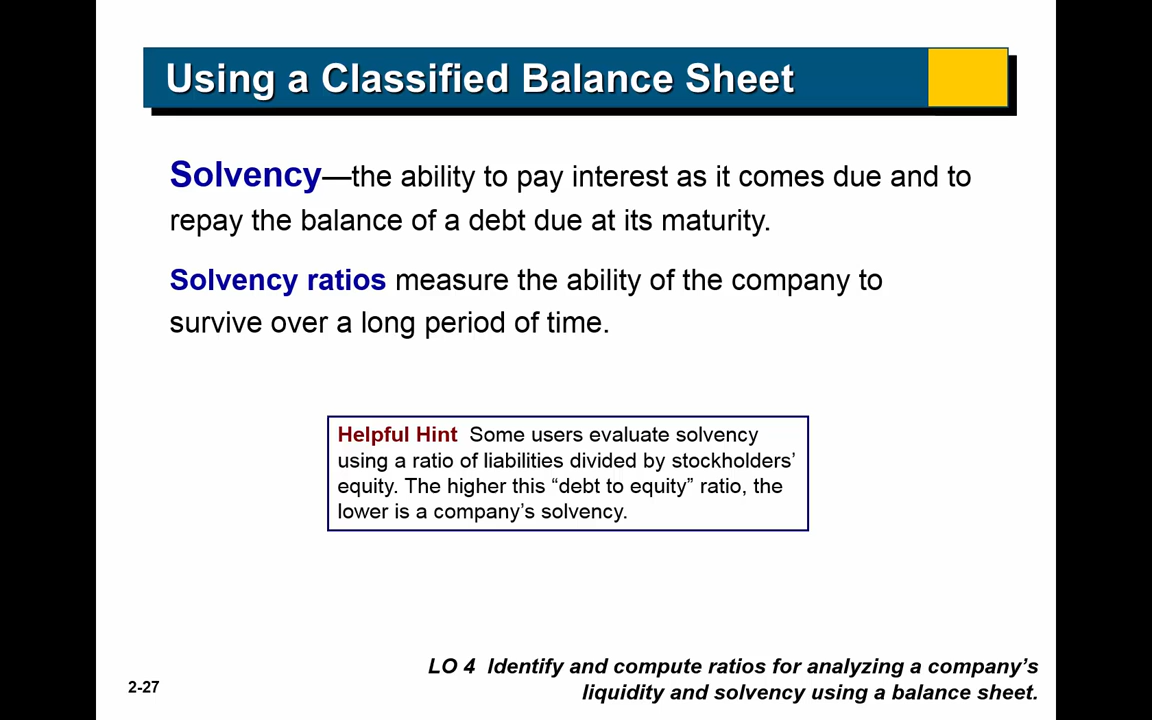 Using a Classified Balance Sheet
Solvency—the ability to pay interest as it comes due and to
repay the balance of a debt due at its maturity.
Solvency ratios measure the ability of the company to
survive over a long period of time.
Helpful Hint Some users evaluate solvency
using a ratio of liabilities divided by stockholders’
equity. The higher this “debt to equity” ratio, the
lower is a company’s solvency.
LO 4 Identify and compute ratios for analyzing a company’s
liquidity and solvency using a balance sheet.
2-27